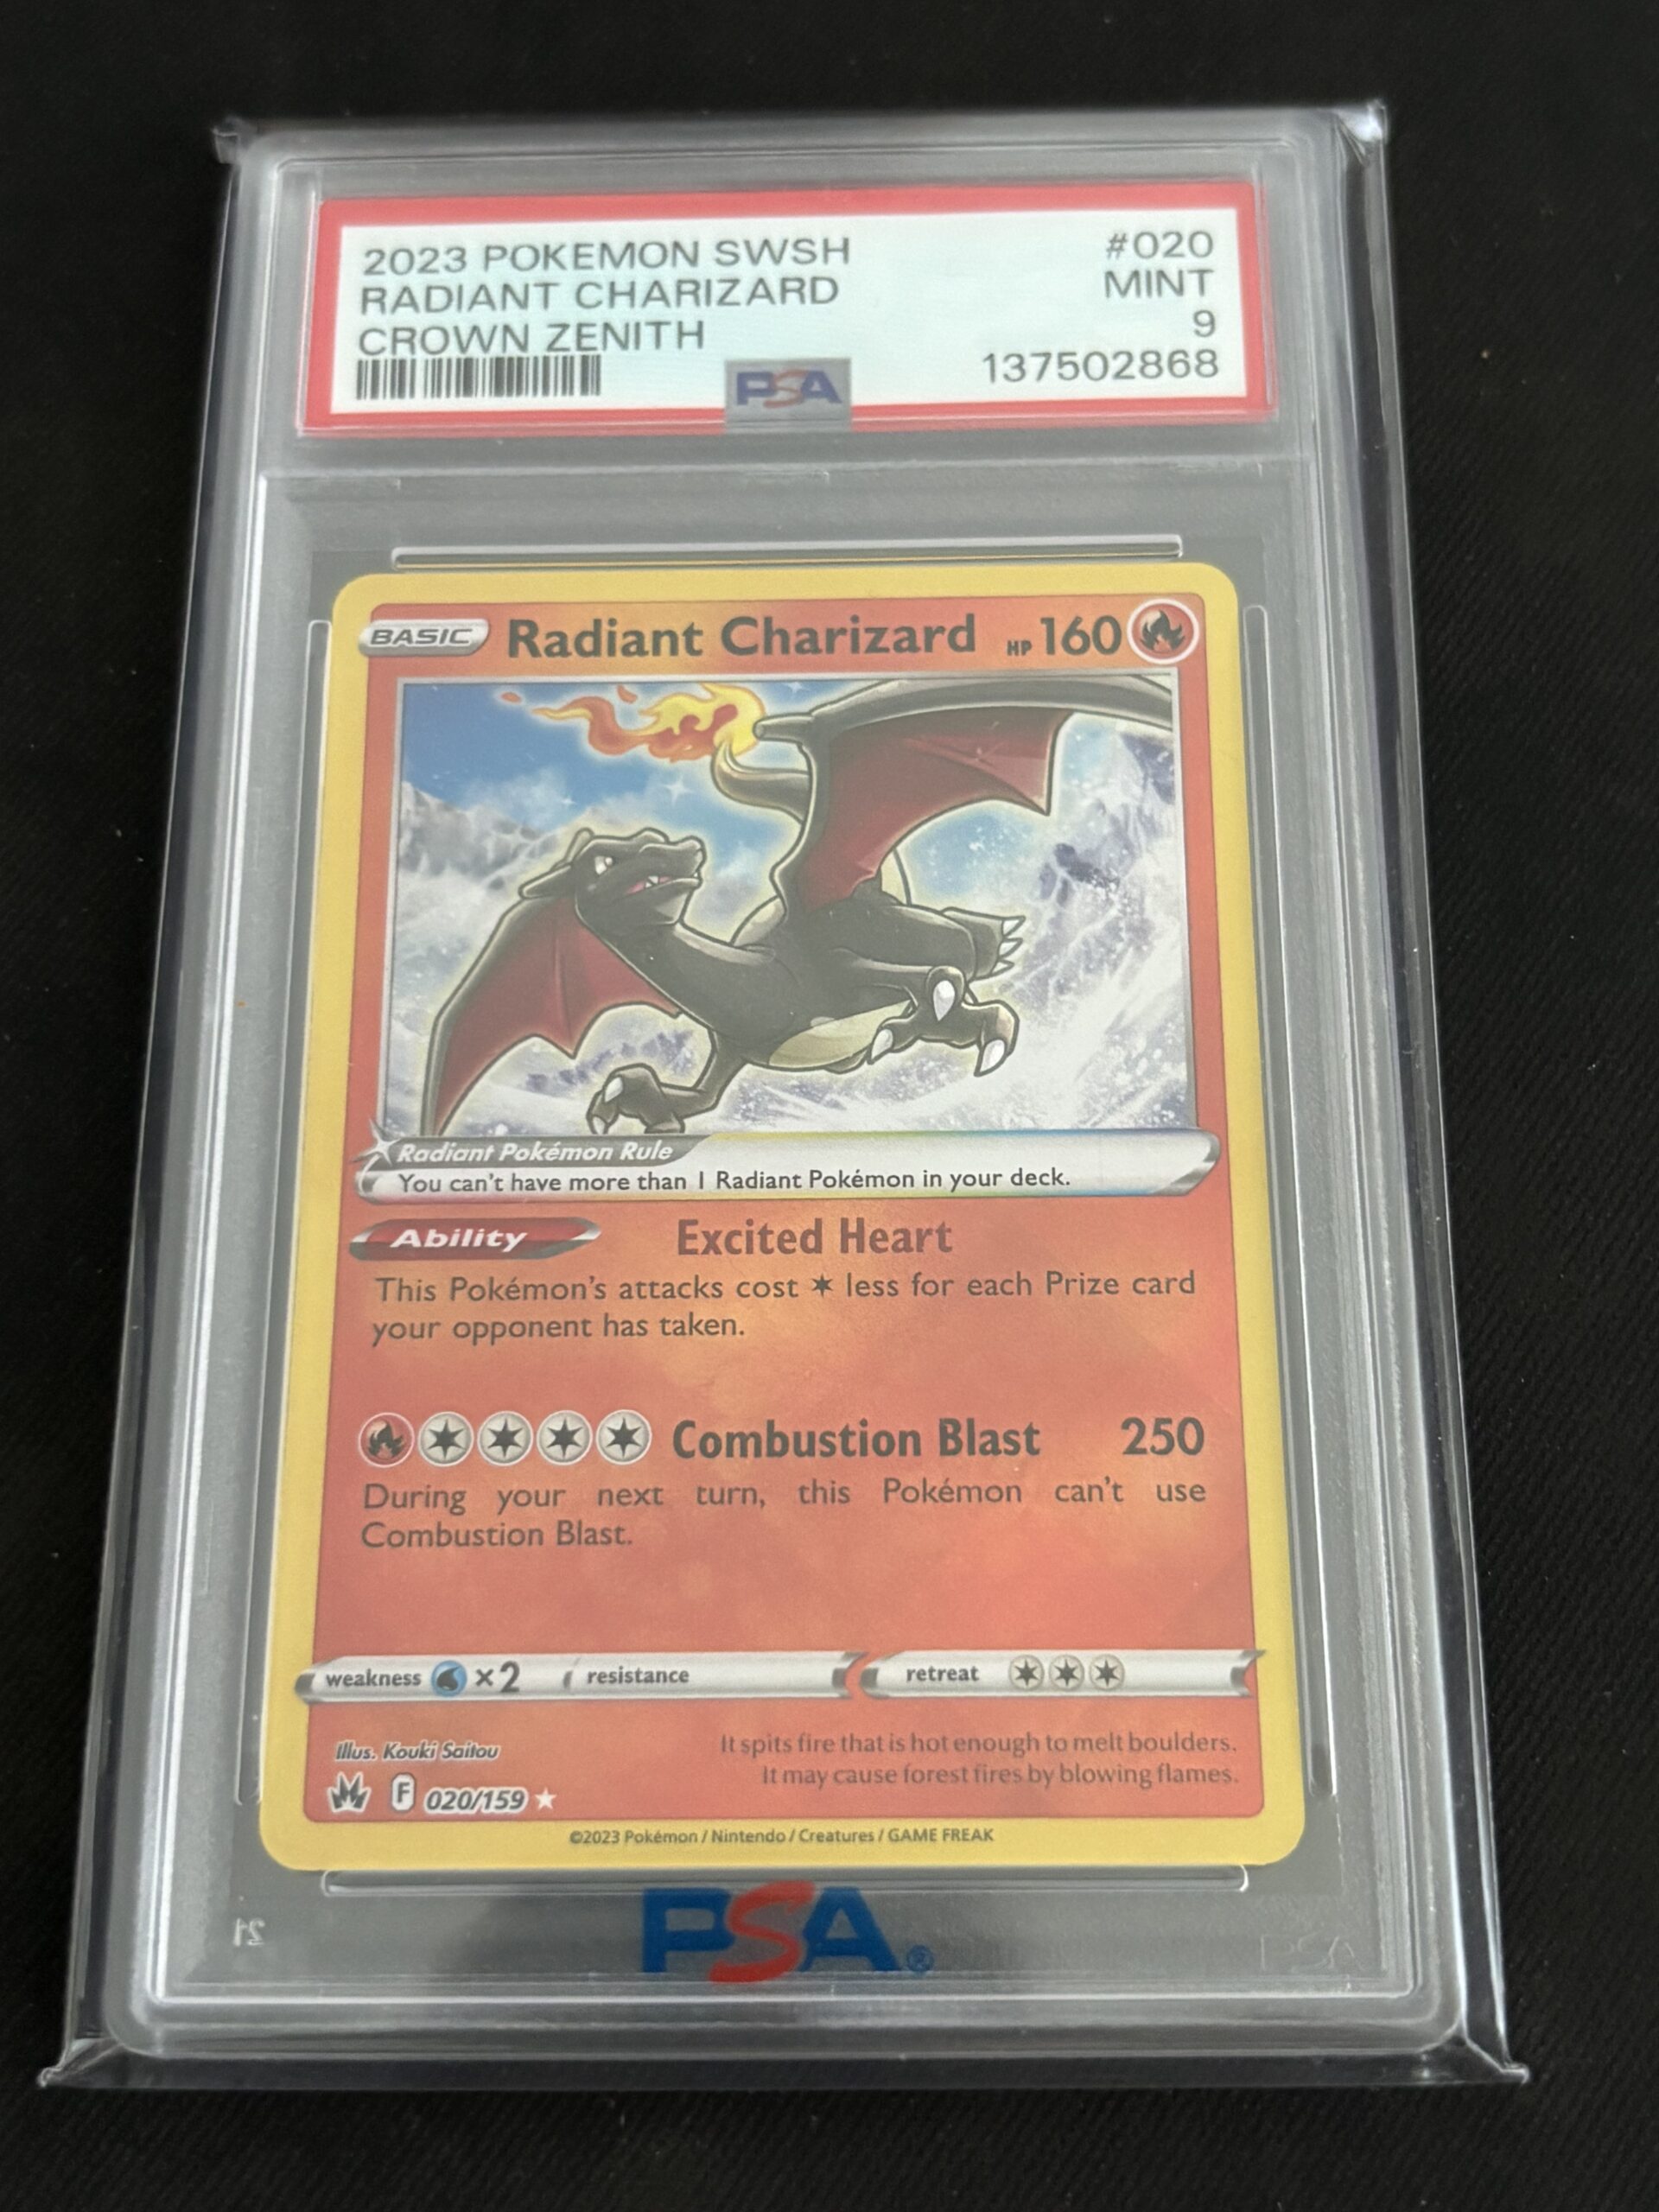 2023 POKEMON SWSH #020
RADIANT CHARIZARD MINT
CROWN ZENITH 9
PSA 137502868
BASIC Radiant Charizard HP 160
Radiant Pokémon Rule
You can't have more than 1 Radiant Pokémon in your deck.
Ability Excited Heart
This Pokémon's attacks cost ✶ less for each Prize card
your opponent has taken.
Combustion Blast 250
During your next turn, this Pokémon can't use
Combustion Blast.
weakness ×2 resistance retreat
Illus. Kouki Saitou
It spits fire that is hot enough to melt boulders.
It may cause forest fires by blowing flames.
F 020/159 ★
©2023 Pokémon / Nintendo / Creatures / GAME FREAK
PSA®
21
PSA